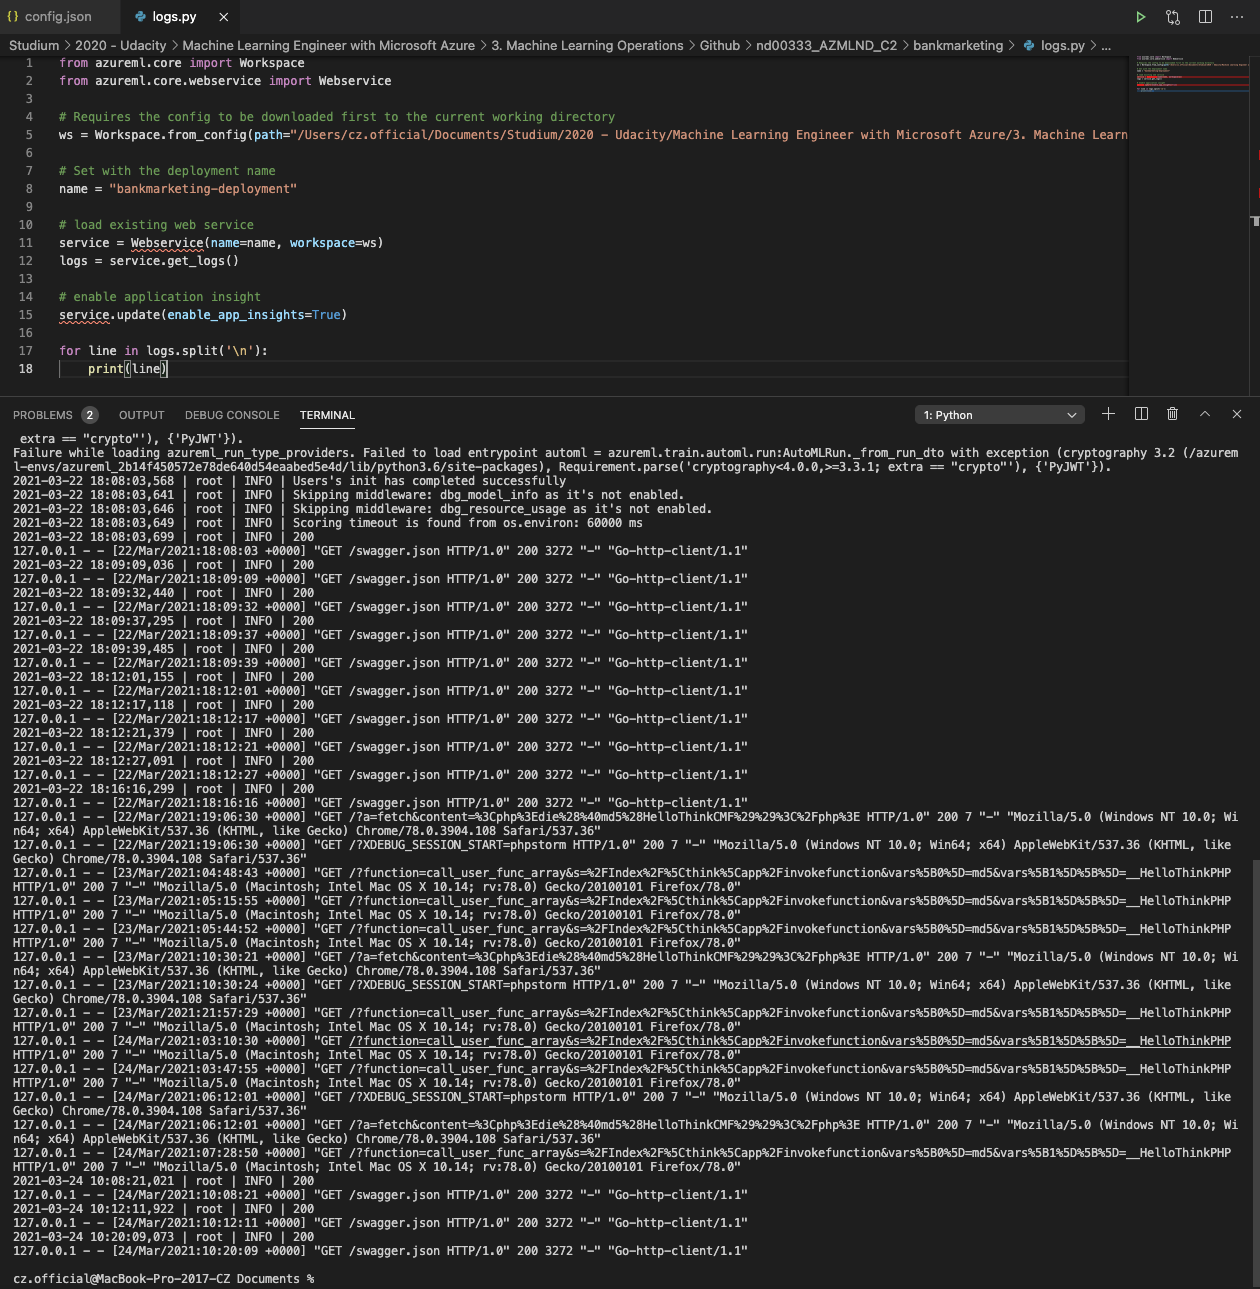 {} config.json
logs.py ×
Studium > 2020 - Udacity > Machine Learning Engineer with Microsoft Azure > 3. Machine Learning Operations > Github > nd00333_AZMLND_C2 > bankmarketing > logs.py > ...
1 from azureml.core import Workspace
2 from azureml.core.webservice import Webservice
3
4 # Requires the config to be downloaded first to the current working directory
5 ws = Workspace.from_config(path="/Users/cz.official/Documents/Studium/2020 - Udacity/Machine Learning Engineer with Microsoft Azure/3. Machine Learn
6
7 # Set with the deployment name
8 name = "bankmarketing-deployment"
9
10 # load existing web service
11 service = Webservice(name=name, workspace=ws)
12 logs = service.get_logs()
13
14 # enable application insight
15 service.update(enable_app_insights=True)
16
17 for line in logs.split('\n'):
18     print(line)
PROBLEMS 2 OUTPUT DEBUG CONSOLE TERMINAL 1: Python
 extra == "crypto"'), {'PyJWT'}).
Failure while loading azureml_run_type_providers. Failed to load entrypoint automl = azureml.train.automl.run:AutoMLRun._from_run_dto with exception (cryptography 3.2 (/azurem
l-envs/azureml_2b14f450572e78de640d54eaabed5e4d/lib/python3.6/site-packages), Requirement.parse('cryptography<4.0.0,>=3.3.1; extra == "crypto"'), {'PyJWT'}).
2021-03-22 18:08:03,568 | root | INFO | Users's init has completed successfully
2021-03-22 18:08:03,641 | root | INFO | Skipping middleware: dbg_model_info as it's not enabled.
2021-03-22 18:08:03,646 | root | INFO | Skipping middleware: dbg_resource_usage as it's not enabled.
2021-03-22 18:08:03,649 | root | INFO | Scoring timeout is found from os.environ: 60000 ms
2021-03-22 18:08:03,699 | root | INFO | 200
127.0.0.1 - - [22/Mar/2021:18:08:03 +0000] "GET /swagger.json HTTP/1.0" 200 3272 "-" "Go-http-client/1.1"
2021-03-22 18:09:09,036 | root | INFO | 200
127.0.0.1 - - [22/Mar/2021:18:09:09 +0000] "GET /swagger.json HTTP/1.0" 200 3272 "-" "Go-http-client/1.1"
2021-03-22 18:09:32,440 | root | INFO | 200
127.0.0.1 - - [22/Mar/2021:18:09:32 +0000] "GET /swagger.json HTTP/1.0" 200 3272 "-" "Go-http-client/1.1"
2021-03-22 18:09:37,295 | root | INFO | 200
127.0.0.1 - - [22/Mar/2021:18:09:37 +0000] "GET /swagger.json HTTP/1.0" 200 3272 "-" "Go-http-client/1.1"
2021-03-22 18:09:39,485 | root | INFO | 200
127.0.0.1 - - [22/Mar/2021:18:09:39 +0000] "GET /swagger.json HTTP/1.0" 200 3272 "-" "Go-http-client/1.1"
2021-03-22 18:12:01,155 | root | INFO | 200
127.0.0.1 - - [22/Mar/2021:18:12:01 +0000] "GET /swagger.json HTTP/1.0" 200 3272 "-" "Go-http-client/1.1"
2021-03-22 18:12:17,118 | root | INFO | 200
127.0.0.1 - - [22/Mar/2021:18:12:17 +0000] "GET /swagger.json HTTP/1.0" 200 3272 "-" "Go-http-client/1.1"
2021-03-22 18:12:21,379 | root | INFO | 200
127.0.0.1 - - [22/Mar/2021:18:12:21 +0000] "GET /swagger.json HTTP/1.0" 200 3272 "-" "Go-http-client/1.1"
2021-03-22 18:12:27,091 | root | INFO | 200
127.0.0.1 - - [22/Mar/2021:18:12:27 +0000] "GET /swagger.json HTTP/1.0" 200 3272 "-" "Go-http-client/1.1"
2021-03-22 18:16:16,299 | root | INFO | 200
127.0.0.1 - - [22/Mar/2021:18:16:16 +0000] "GET /swagger.json HTTP/1.0" 200 3272 "-" "Go-http-client/1.1"
127.0.0.1 - - [22/Mar/2021:19:06:30 +0000] "GET /?a=fetch&content=%3Cphp%3Edie%28%40md5%28HelloThinkCMF%29%29%3C%2Fphp%3E HTTP/1.0" 200 7 "-" "Mozilla/5.0 (Windows NT 10.0; Wi
n64; x64) AppleWebKit/537.36 (KHTML, like Gecko) Chrome/78.0.3904.108 Safari/537.36"
127.0.0.1 - - [22/Mar/2021:19:06:30 +0000] "GET /?XDEBUG_SESSION_START=phpstorm HTTP/1.0" 200 7 "-" "Mozilla/5.0 (Windows NT 10.0; Win64; x64) AppleWebKit/537.36 (KHTML, like
Gecko) Chrome/78.0.3904.108 Safari/537.36"
127.0.0.1 - - [23/Mar/2021:04:48:43 +0000] "GET /?function=call_user_func_array&s=%2FIndex%2F%5Cthink%5Capp%2Finvokefunction&vars%5B0%5D=md5&vars%5B1%5D%5B%5D=__HelloThinkPHP
HTTP/1.0" 200 7 "-" "Mozilla/5.0 (Macintosh; Intel Mac OS X 10.14; rv:78.0) Gecko/20100101 Firefox/78.0"
127.0.0.1 - - [23/Mar/2021:05:15:55 +0000] "GET /?function=call_user_func_array&s=%2FIndex%2F%5Cthink%5Capp%2Finvokefunction&vars%5B0%5D=md5&vars%5B1%5D%5B%5D=__HelloThinkPHP
HTTP/1.0" 200 7 "-" "Mozilla/5.0 (Macintosh; Intel Mac OS X 10.14; rv:78.0) Gecko/20100101 Firefox/78.0"
127.0.0.1 - - [23/Mar/2021:05:44:52 +0000] "GET /?function=call_user_func_array&s=%2FIndex%2F%5Cthink%5Capp%2Finvokefunction&vars%5B0%5D=md5&vars%5B1%5D%5B%5D=__HelloThinkPHP
HTTP/1.0" 200 7 "-" "Mozilla/5.0 (Macintosh; Intel Mac OS X 10.14; rv:78.0) Gecko/20100101 Firefox/78.0"
127.0.0.1 - - [23/Mar/2021:10:30:21 +0000] "GET /?a=fetch&content=%3Cphp%3Edie%28%40md5%28HelloThinkCMF%29%29%3C%2Fphp%3E HTTP/1.0" 200 7 "-" "Mozilla/5.0 (Windows NT 10.0; Wi
n64; x64) AppleWebKit/537.36 (KHTML, like Gecko) Chrome/78.0.3904.108 Safari/537.36"
127.0.0.1 - - [23/Mar/2021:10:30:24 +0000] "GET /?XDEBUG_SESSION_START=phpstorm HTTP/1.0" 200 7 "-" "Mozilla/5.0 (Windows NT 10.0; Win64; x64) AppleWebKit/537.36 (KHTML, like
Gecko) Chrome/78.0.3904.108 Safari/537.36"
127.0.0.1 - - [23/Mar/2021:21:57:29 +0000] "GET /?function=call_user_func_array&s=%2FIndex%2F%5Cthink%5Capp%2Finvokefunction&vars%5B0%5D=md5&vars%5B1%5D%5B%5D=__HelloThinkPHP
HTTP/1.0" 200 7 "-" "Mozilla/5.0 (Macintosh; Intel Mac OS X 10.14; rv:78.0) Gecko/20100101 Firefox/78.0"
127.0.0.1 - - [24/Mar/2021:03:10:30 +0000] "GET /?function=call_user_func_array&s=%2FIndex%2F%5Cthink%5Capp%2Finvokefunction&vars%5B0%5D=md5&vars%5B1%5D%5B%5D=__HelloThinkPHP
HTTP/1.0" 200 7 "-" "Mozilla/5.0 (Macintosh; Intel Mac OS X 10.14; rv:78.0) Gecko/20100101 Firefox/78.0"
127.0.0.1 - - [24/Mar/2021:03:47:55 +0000] "GET /?function=call_user_func_array&s=%2FIndex%2F%5Cthink%5Capp%2Finvokefunction&vars%5B0%5D=md5&vars%5B1%5D%5B%5D=__HelloThinkPHP
HTTP/1.0" 200 7 "-" "Mozilla/5.0 (Macintosh; Intel Mac OS X 10.14; rv:78.0) Gecko/20100101 Firefox/78.0"
127.0.0.1 - - [24/Mar/2021:06:12:01 +0000] "GET /?XDEBUG_SESSION_START=phpstorm HTTP/1.0" 200 7 "-" "Mozilla/5.0 (Windows NT 10.0; Win64; x64) AppleWebKit/537.36 (KHTML, like
Gecko) Chrome/78.0.3904.108 Safari/537.36"
127.0.0.1 - - [24/Mar/2021:06:12:01 +0000] "GET /?a=fetch&content=%3Cphp%3Edie%28%40md5%28HelloThinkCMF%29%29%3C%2Fphp%3E HTTP/1.0" 200 7 "-" "Mozilla/5.0 (Windows NT 10.0; Wi
n64; x64) AppleWebKit/537.36 (KHTML, like Gecko) Chrome/78.0.3904.108 Safari/537.36"
127.0.0.1 - - [24/Mar/2021:07:28:50 +0000] "GET /?function=call_user_func_array&s=%2FIndex%2F%5Cthink%5Capp%2Finvokefunction&vars%5B0%5D=md5&vars%5B1%5D%5B%5D=__HelloThinkPHP
HTTP/1.0" 200 7 "-" "Mozilla/5.0 (Macintosh; Intel Mac OS X 10.14; rv:78.0) Gecko/20100101 Firefox/78.0"
2021-03-24 10:08:21,021 | root | INFO | 200
127.0.0.1 - - [24/Mar/2021:10:08:21 +0000] "GET /swagger.json HTTP/1.0" 200 3272 "-" "Go-http-client/1.1"
2021-03-24 10:12:11,922 | root | INFO | 200
127.0.0.1 - - [24/Mar/2021:10:12:11 +0000] "GET /swagger.json HTTP/1.0" 200 3272 "-" "Go-http-client/1.1"
2021-03-24 10:20:09,073 | root | INFO | 200
127.0.0.1 - - [24/Mar/2021:10:20:09 +0000] "GET /swagger.json HTTP/1.0" 200 3272 "-" "Go-http-client/1.1"
cz.official@MacBook-Pro-2017-CZ Documents %